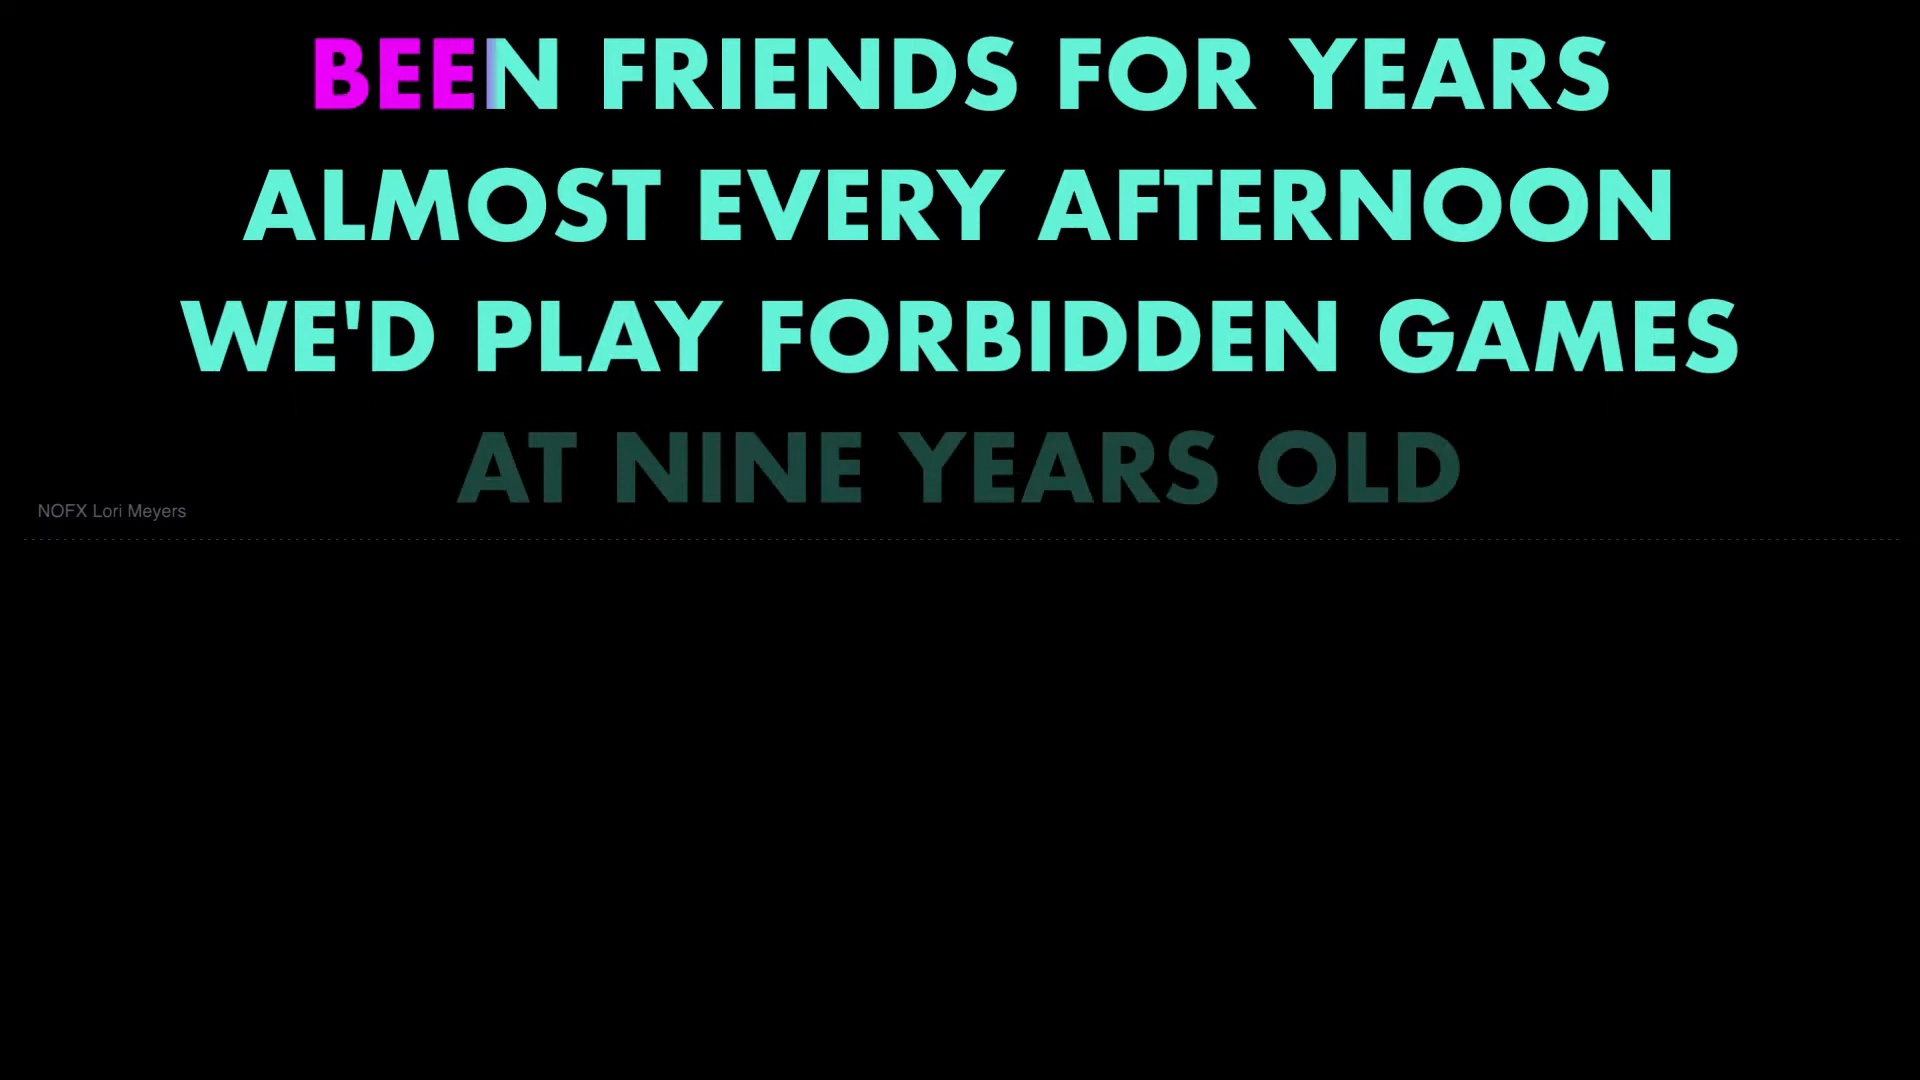 BEEN FRIENDS FOR YEARS
ALMOST EVERY AFTERNOON
WE'D PLAY FORBIDDEN GAMES
AT NINE YEARS OLD
NOFX Lori Meyers